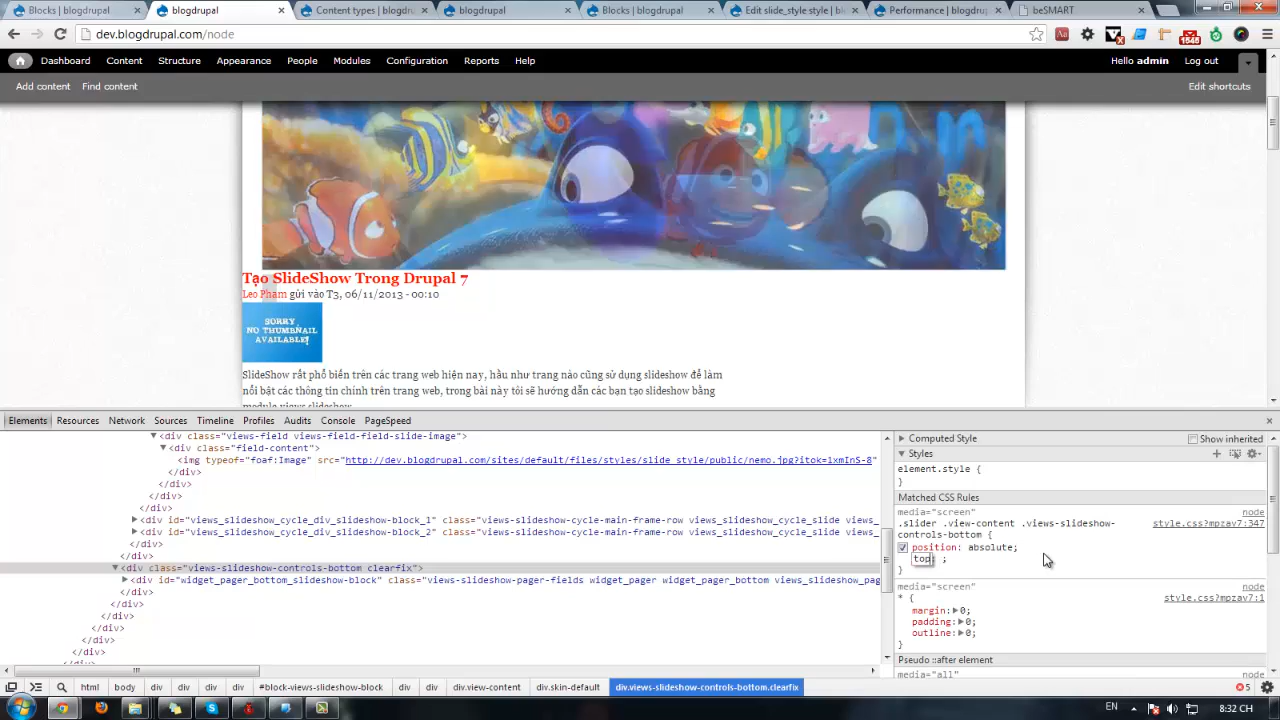 Blocks | blogdrupal
blogdrupal
Content types | blogdru
blogdrupal
Blocks | blogdrupal
Edit slide_style style | b
Performance | blogdrup
beSMART
dev.blogdrupal.com/node
1545
Dashboard Content Structure Appearance People Modules Configuration Reports Help Hello admin Log out
Add content Find content Edit shortcuts
Tạo SlideShow Trong Drupal 7
Leo Pham gửi vào T3, 06/11/2013 - 00:10
SORRY
NO THUMBNAIL
AVAILABLE!
SlideShow rất phổ biến trên các trang web hiện nay, hầu như trang nào cũng sử dụng slideshow để làm
nổi bật các thông tin chính trên trang web, trong bài này tôi sẽ hướng dẫn các bạn tạo slideshow bằng
module views slideshow
Elements Resources Network Sources Timeline Profiles Audits Console PageSpeed
<div class="views-field views-field-field-slide-image">
<div class="field-content">
<img typeof="foaf:Image" src="http://dev.blogdrupal.com/sites/default/files/styles/slide_style/public/nemo.jpg?itok=1xmInS-8"
</div>
</div>
</div>
<div id="views_slideshow_cycle_div_slideshow-block_1" class="views-slideshow-cycle-main-frame-row views_slideshow_cycle_slide views_
<div id="views_slideshow_cycle_div_slideshow-block_2" class="views-slideshow-cycle-main-frame-row views_slideshow_cycle_slide views_
</div>
</div>
<div class="views-slideshow-controls-bottom clearfix">
<div id="widget_pager_bottom_slideshow-block" class="views-slideshow-pager-fields widget_pager widget_pager_bottom views_slideshow_pag
</div>
</div>
</div>
</div>
</div>
Computed Style Show inherited
Styles
element.style {
}
Matched CSS Rules
media="screen" node
.slider .view-content .views-slideshow- style.css?mpzav7:347
controls-bottom {
position: absolute;
top: ;
}
media="screen" node
* { style.css?mpzav7:1
margin: 0;
padding: 0;
outline: 0;
}
Pseudo ::after element
media="all" node
html body div div div #block-views-slideshow-block div div div.view-content div.skin-default div.views-slideshow-controls-bottom.clearfix 5
EN 8:32 CH